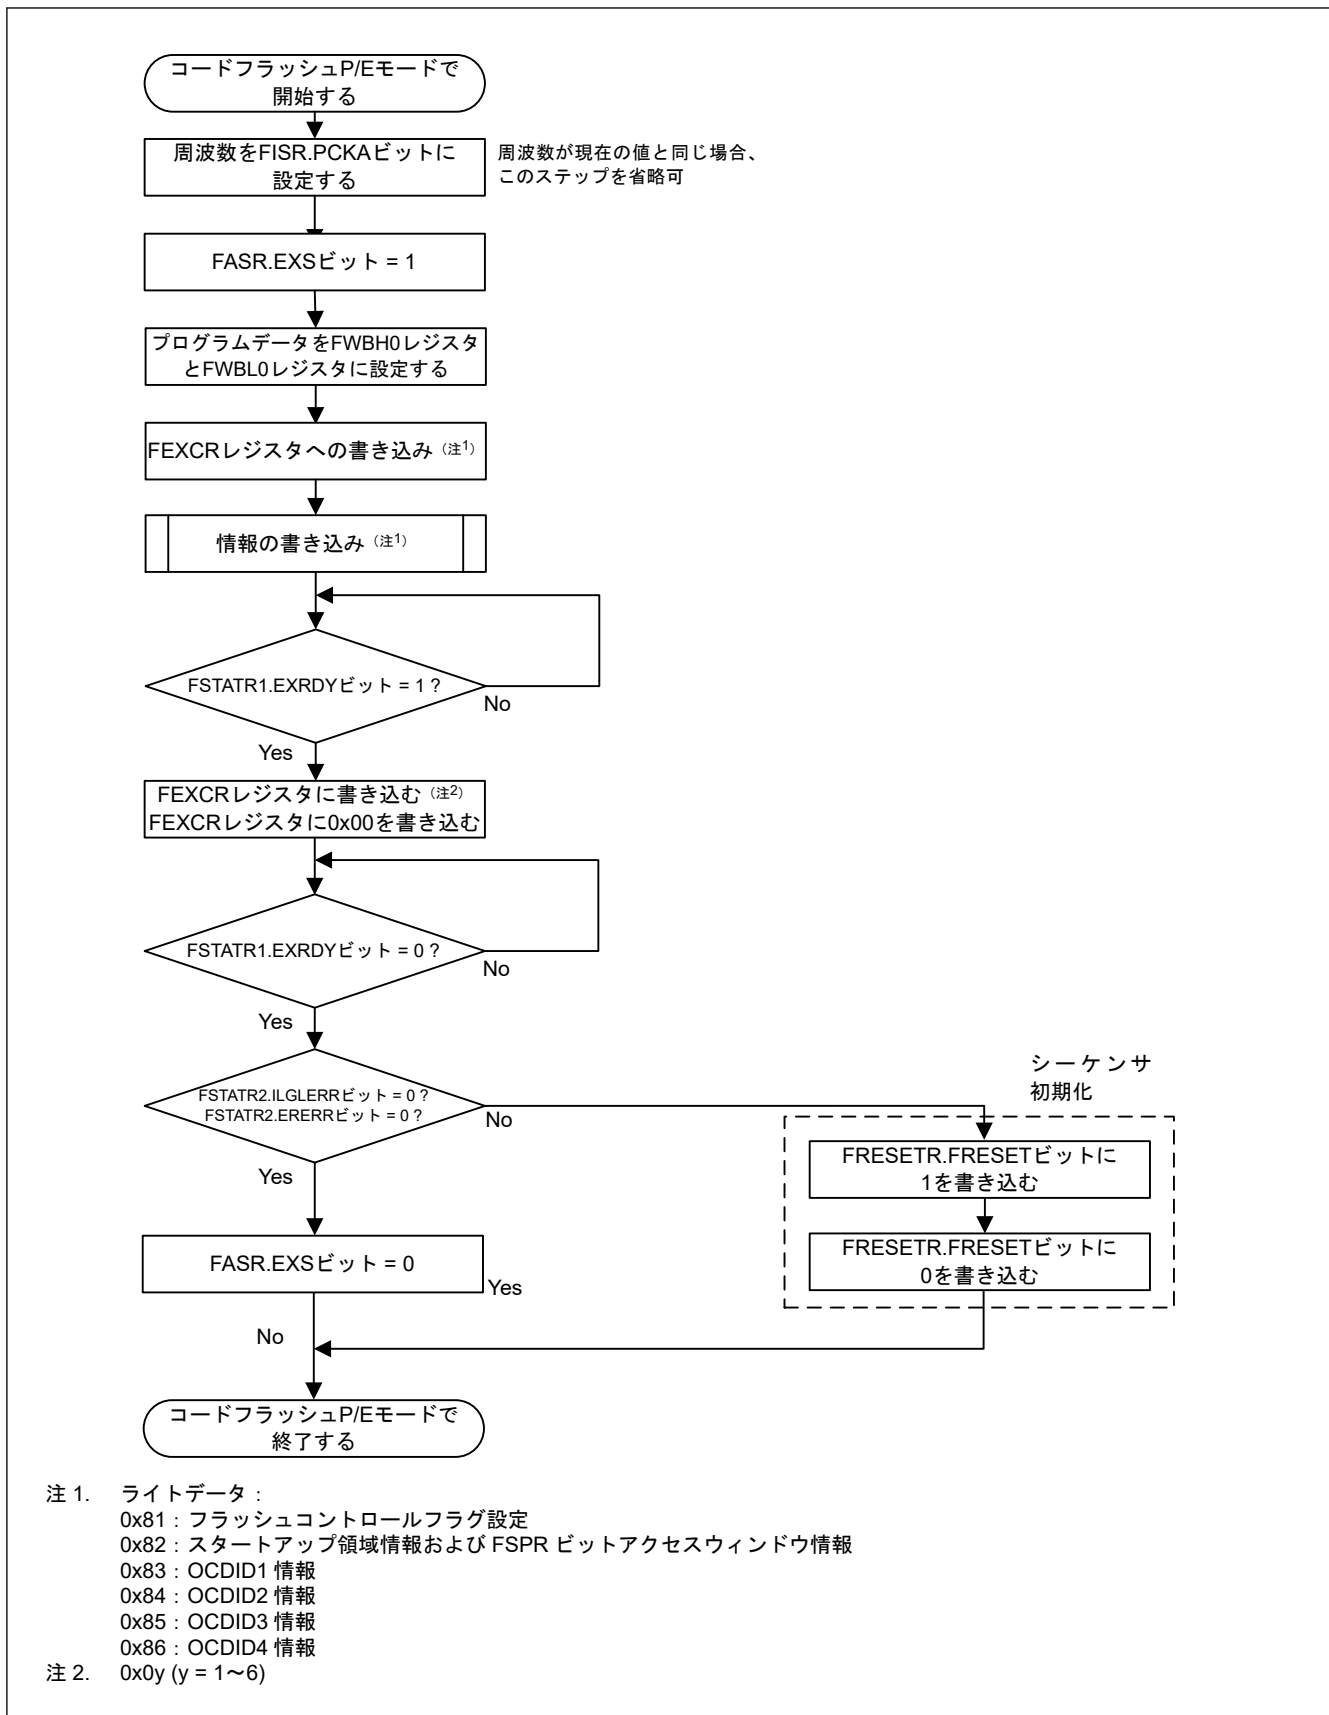 コードフラッシュP/Eモードで
開始する
周波数をFISR.PCKAビットに
設定する
周波数が現在の値と同じ場合、
このステップを省略可
FASR.EXSビット = 1
プログラムデータをFWBH0レジスタ
とFWBL0レジスタに設定する
FEXCRレジスタへの書き込み（注1）
情報の書き込み（注1）
FSTATR1.EXRDYビット = 1 ?
No
Yes
FEXCRレジスタに書き込む（注2）
FEXCRレジスタに0x00を書き込む
FSTATR1.EXRDYビット = 0 ?
No
Yes
シーケンサ
初期化
FSTATR2.ILGLERRビット = 0 ?
FSTATR2.ERERRビット = 0 ?
No
Yes
FRESETR.FRESETビットに
1を書き込む
FRESETR.FRESETビットに
0を書き込む
FASR.EXSビット = 0
Yes
No
コードフラッシュP/Eモードで
終了する
注 1. ライトデータ：
0x81：フラッシュコントロールフラグ設定
0x82：スタートアップ領域情報および FSPR ビットアクセスウィンドウ情報
0x83：OCDID1 情報
0x84：OCDID2 情報
0x85：OCDID3 情報
0x86：OCDID4 情報
注 2. 0x0y (y = 1～6)